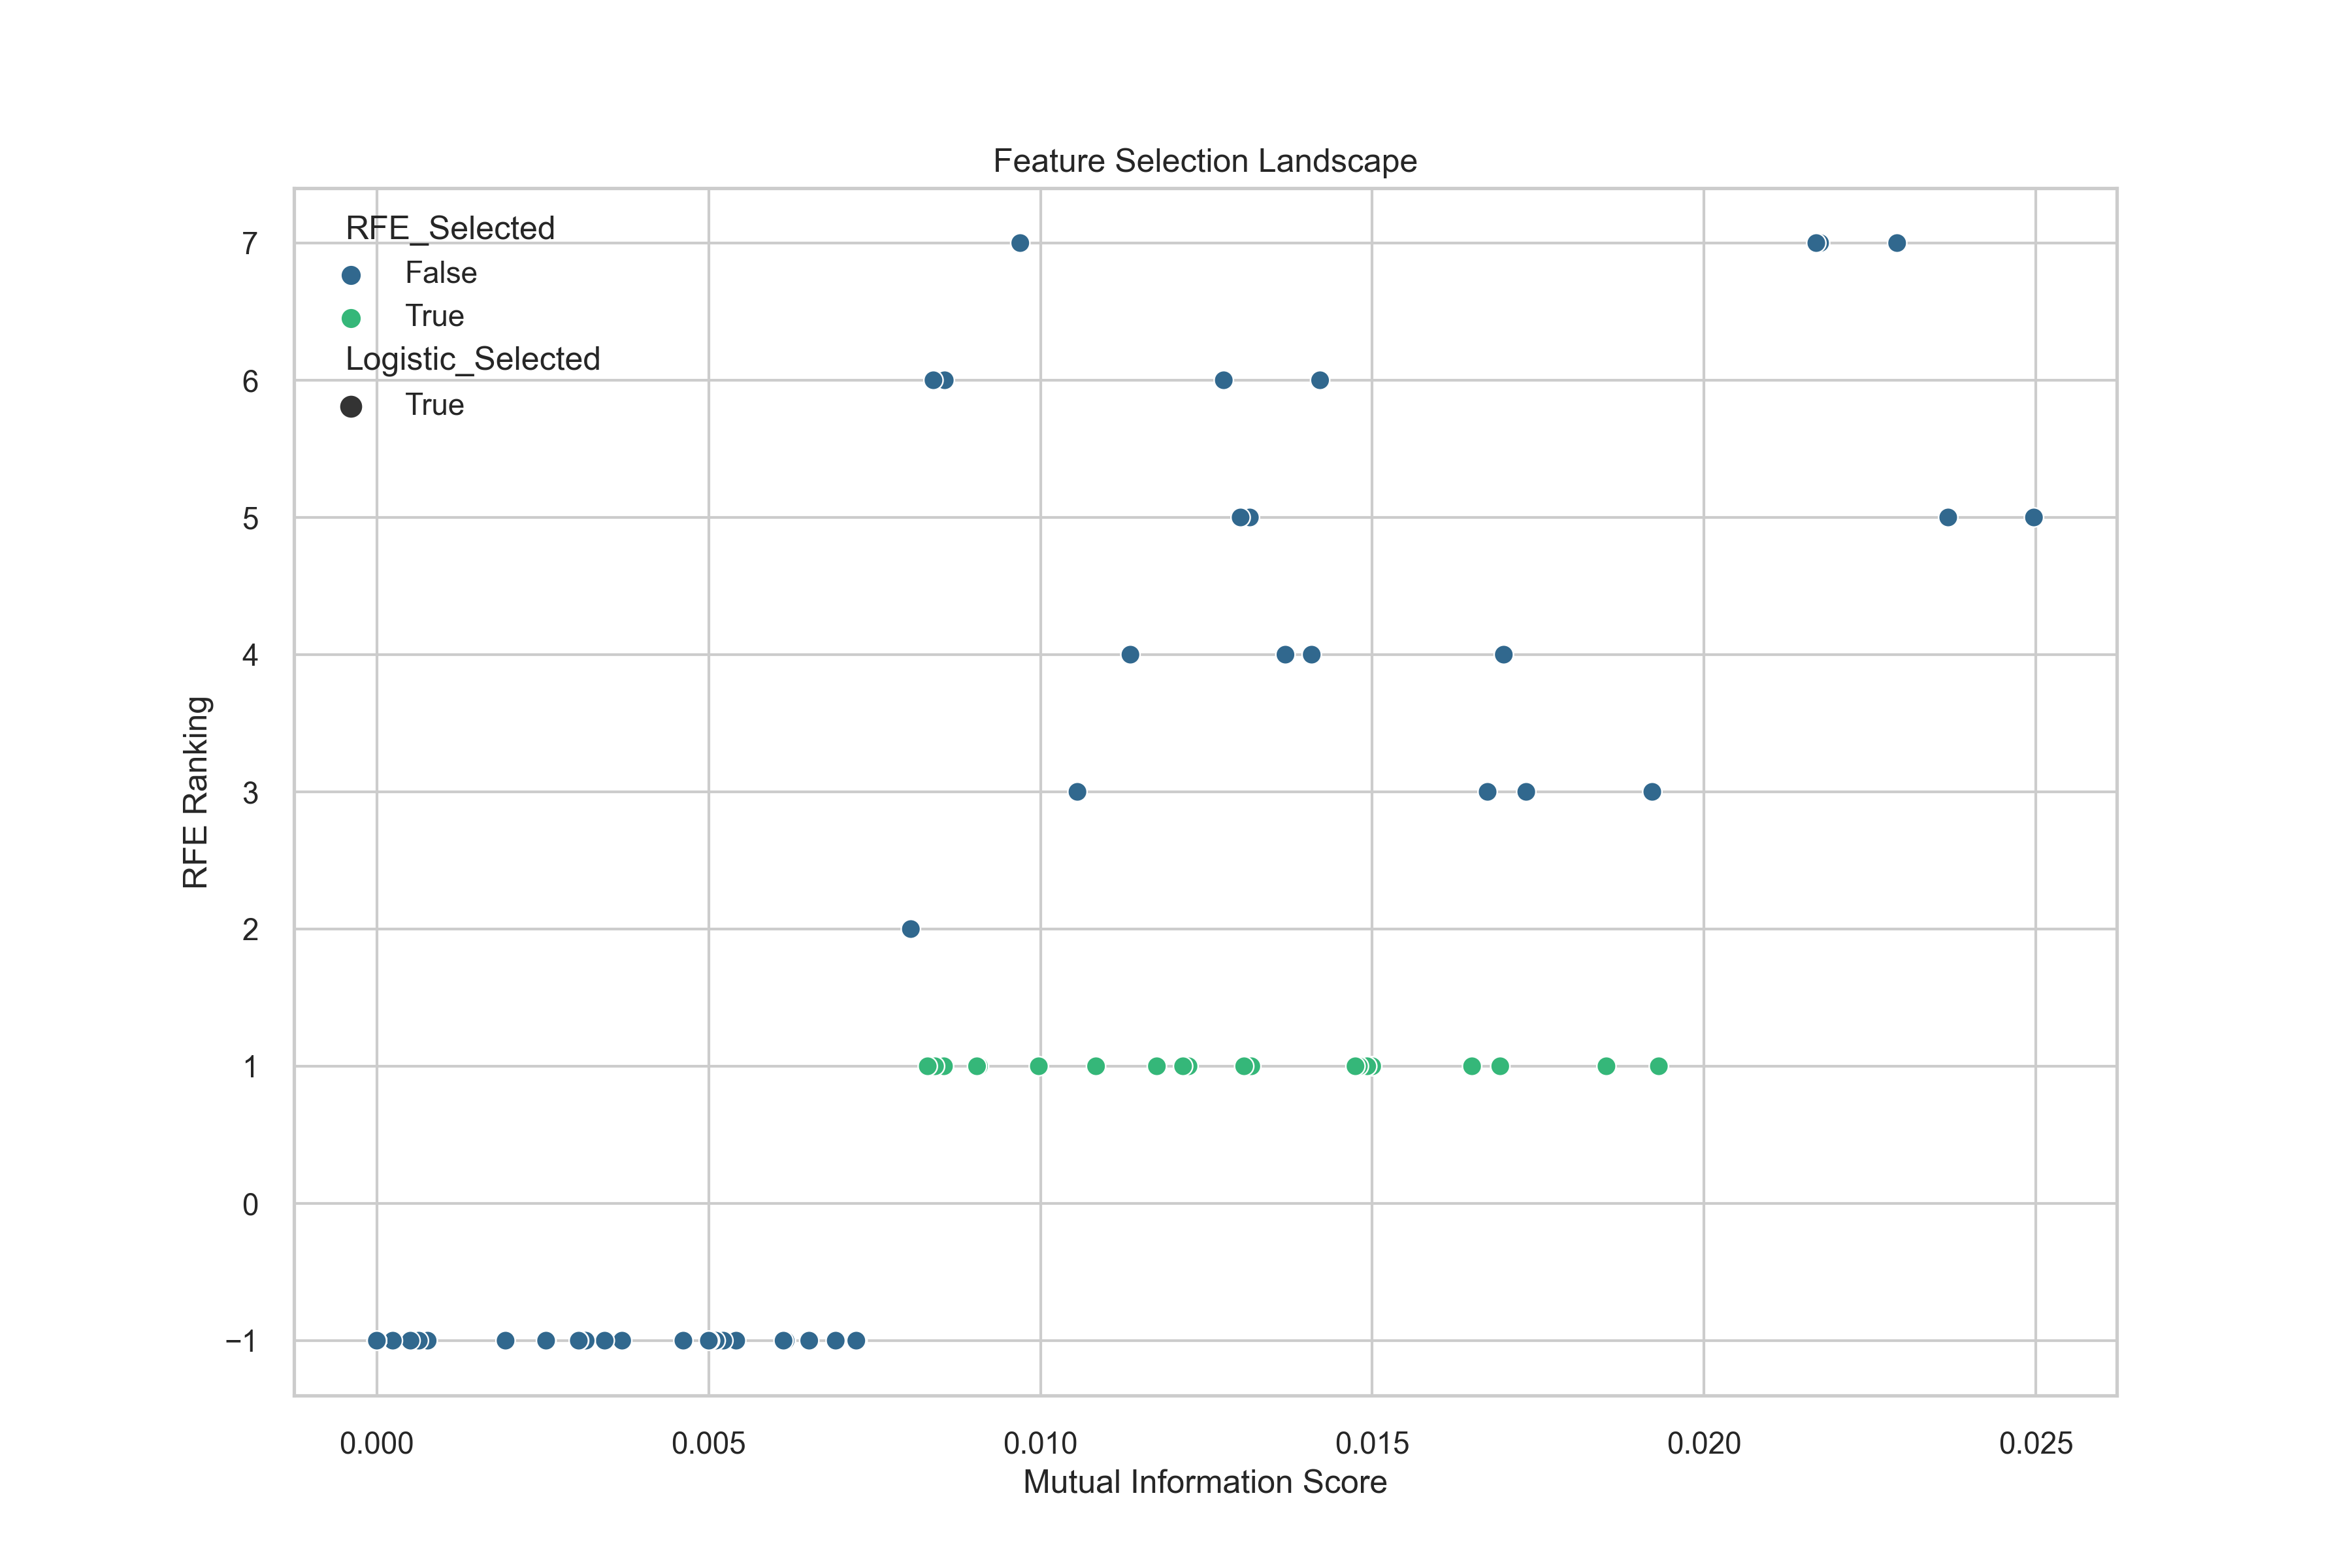 Feature Selection Landscape
RFE_Selected
False
True
Logistic_Selected
True
7
6
5
4
3
2
1
0
−1
RFE Ranking
0.000 0.005 0.010 0.015 0.020 0.025
Mutual Information Score